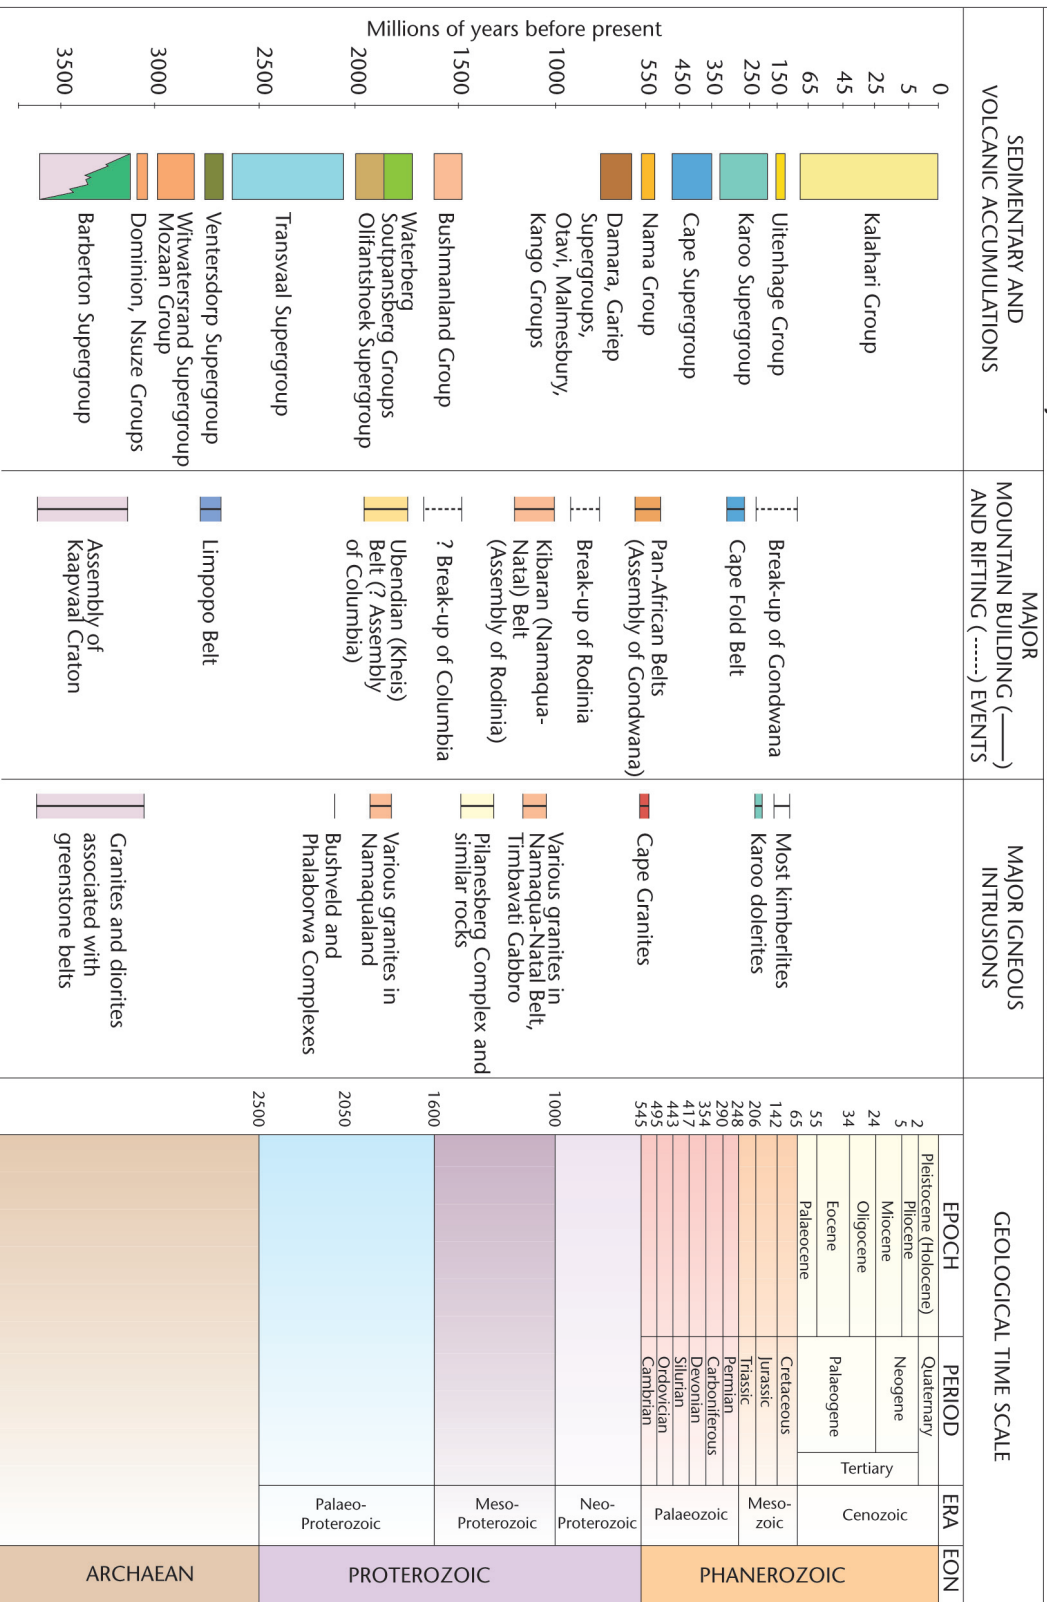 SEDIMENTARY AND
VOLCANIC ACCUMULATIONS
MAJOR
MOUNTAIN BUILDING (——)
AND RIFTING ( ------) EVENTS
MAJOR IGNEOUS
INTRUSIONS
GEOLOGICAL TIME SCALE
EPOCH
PERIOD
ERA
EON
Millions of years before present
0
5
25
45
65
150
250
350
450
550
1000
1500
2000
2500
3000
3500
Kalahari Group
Uitenhage Group
Karoo Supergroup
Cape Supergroup
Nama Group
Damara, Gariep
Supergroups,
Otavi, Malmesbury,
Kango Groups
Bushmanland Group
Waterberg
Soutpansberg Groups
Olifantshoek Supergroup
Transvaal Supergroup
Ventersdorp Supergroup
Witwatersrand Supergroup
Mozaan Group
Dominion, Nsuze Groups
Barberton Supergroup
Break-up of Gondwana
Cape Fold Belt
Pan-African Belts
(Assembly of Gondwana)
Break-up of Rodinia
Kibaran (Namaqua-
Natal) Belt
(Assembly of Rodinia)
? Break-up of Columbia
Ubendian (Kheis)
Belt (? Assembly
of Columbia)
Limpopo Belt
Assembly of
Kaapvaal Craton
Most kimberlites
Karoo dolerites
Cape Granites
Various granites in
Namaqua-Natal Belt,
Timbavati Gabbro
Pilanesberg Complex and
similar rocks
Various granites in
Namaqualand
Bushveld and
Phalaborwa Complexes
Granites and diorites
associated with
greenstone belts
2
5
24
34
55
65
142
206
248
290
354
417
443
495
545
1000
1600
2050
2500
Pleistocene (Holocene)
Pliocene
Miocene
Oligocene
Eocene
Palaeocene
Quaternary
Neogene
Palaeogene
Tertiary
Cretaceous
Jurassic
Triassic
Permian
Carboniferous
Devonian
Silurian
Ordovician
Cambrian
Cenozoic
Meso-
zoic
Palaeozoic
Neo-
Proterozoic
Meso-
Proterozoic
Palaeo-
Proterozoic
PHANEROZOIC
PROTEROZOIC
ARCHAEAN